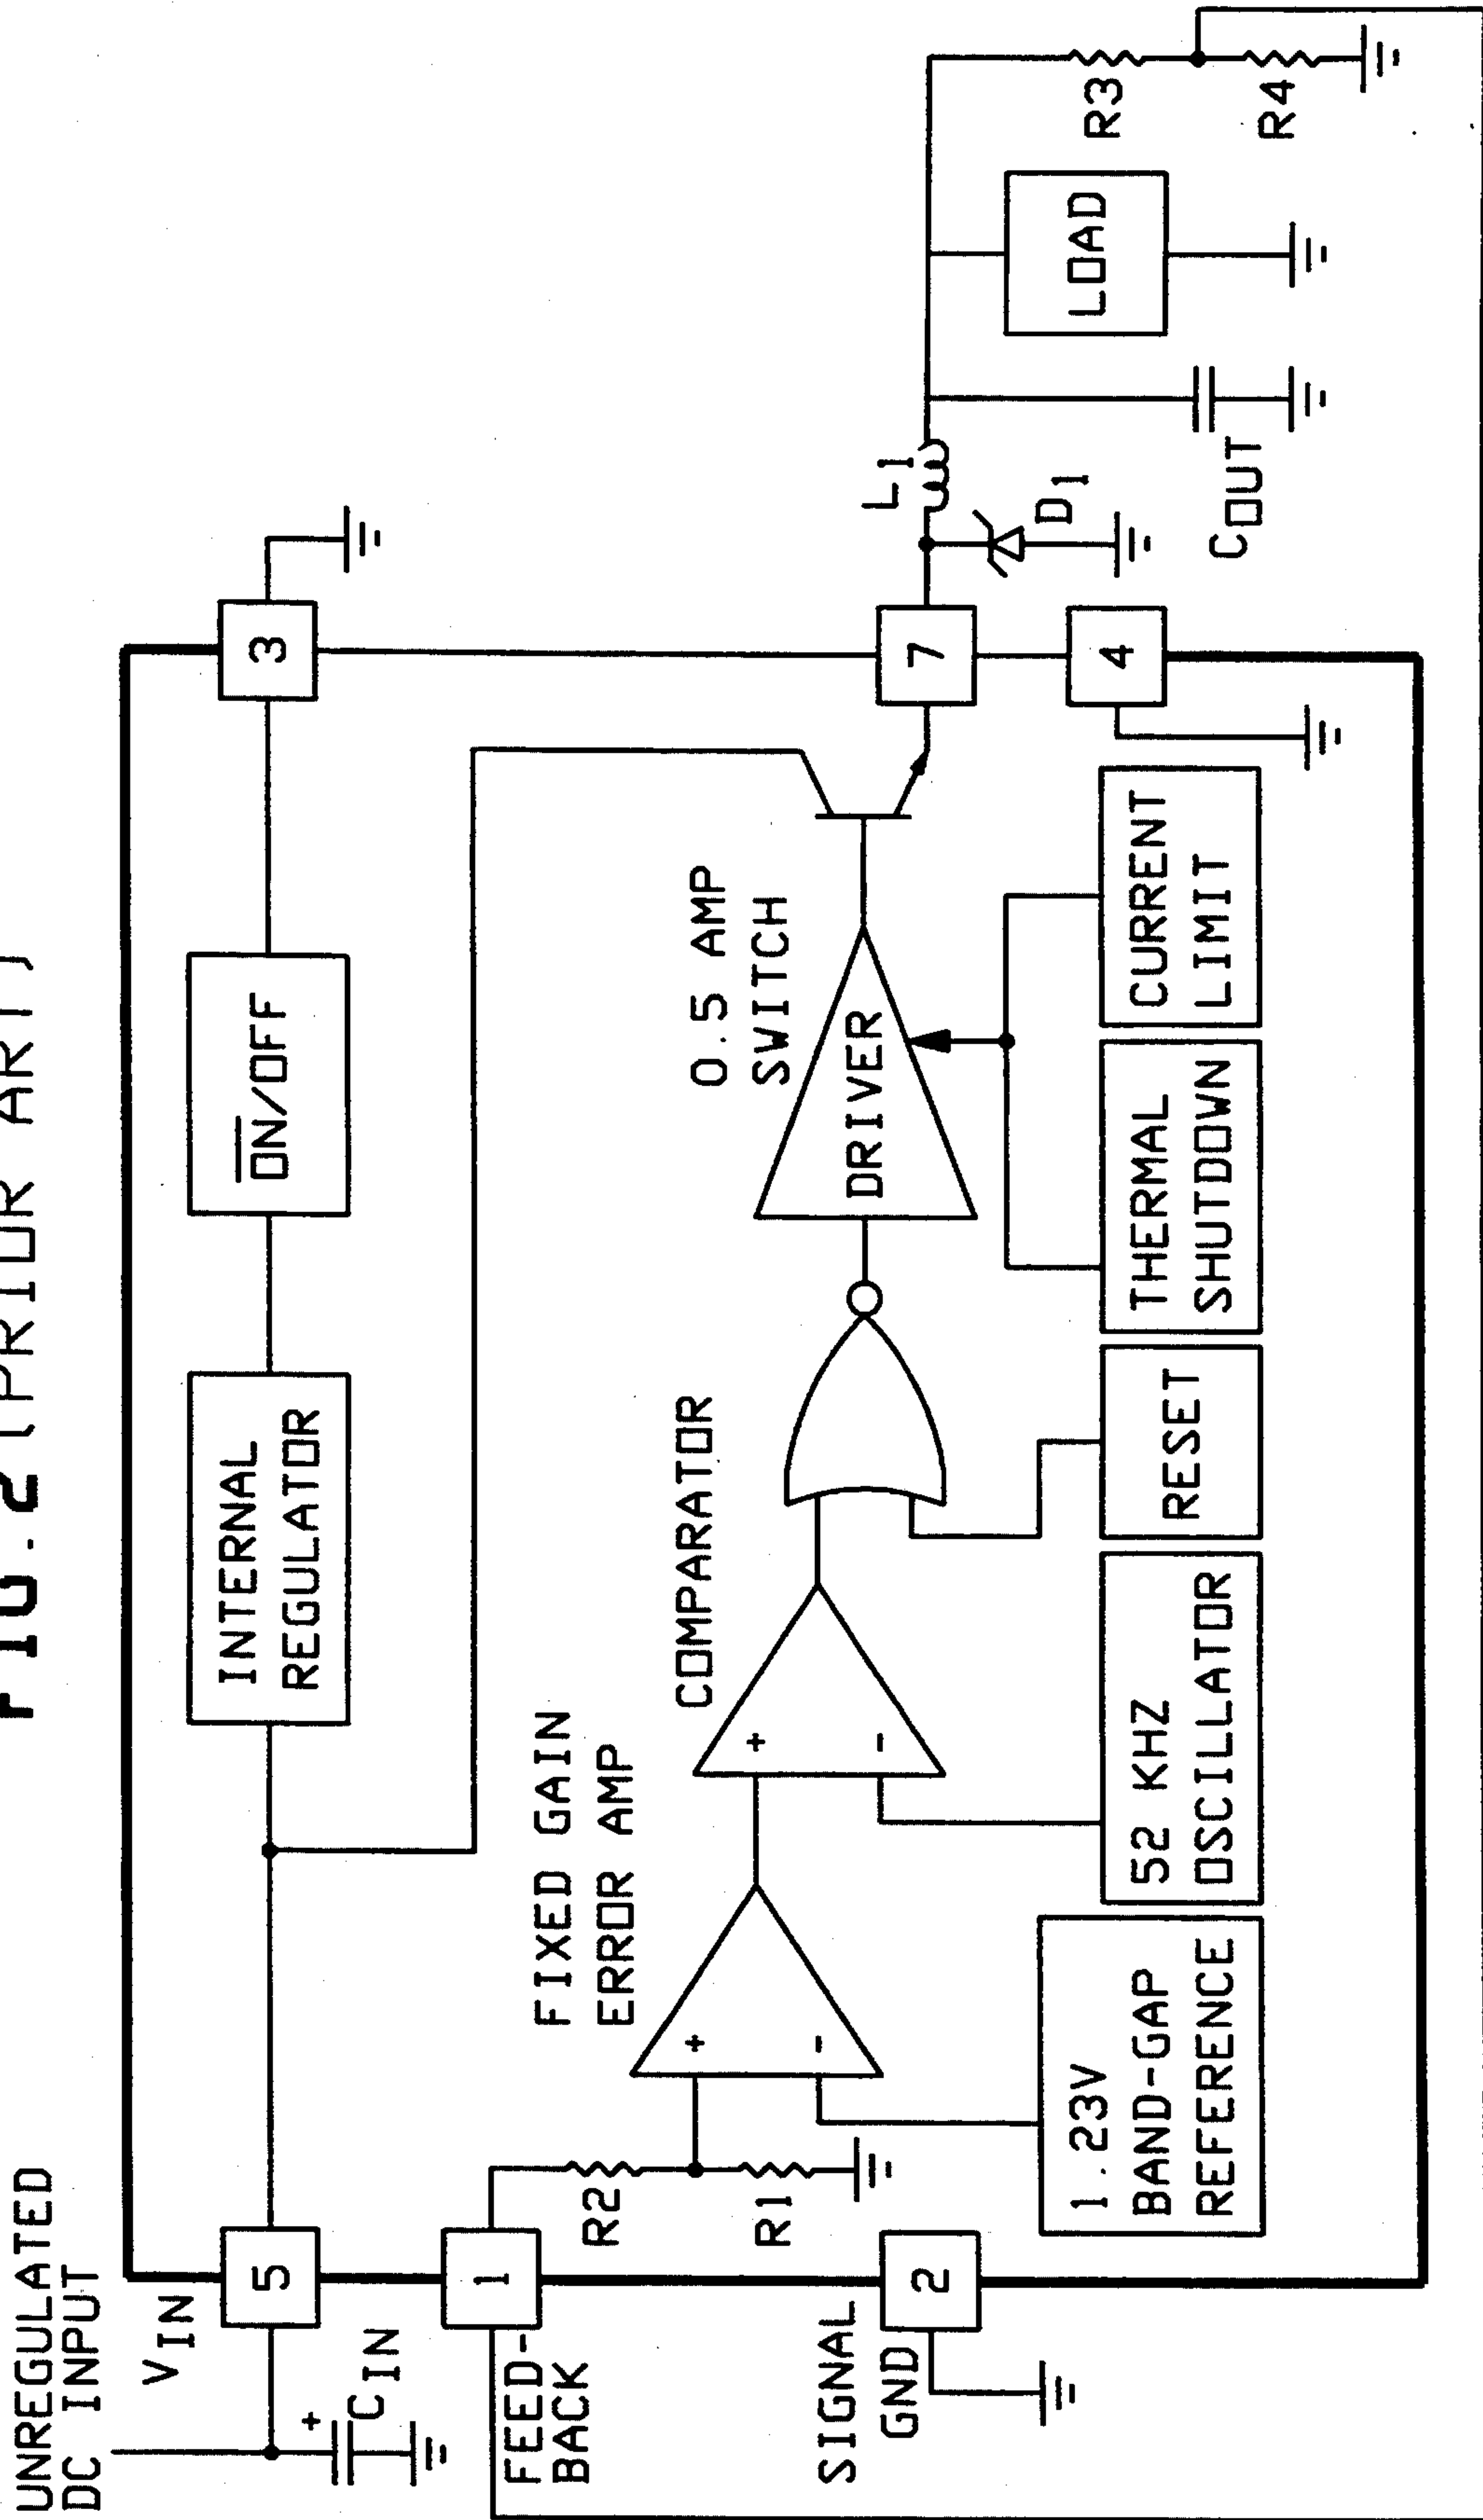 FIG. 2 (PRIOR ART)
UNREGULATED
DC INPUT
VIN
+
CIN
5
INTERNAL
REGULATOR
ON/OFF
3
FEED-
BACK
1
R2
R1
FIXED GAIN
ERROR AMP
+
-
COMPARATOR
+
-
0.5 AMP
SWITCH
DRIVER
7
L1
D1
COUT
LOAD
R3
R4
SIGNAL
GND
2
4
1.23V
BAND-GAP
REFERENCE
52 KHZ
OSCILLATOR
RESET
THERMAL
SHUTDOWN
CURRENT
LIMIT